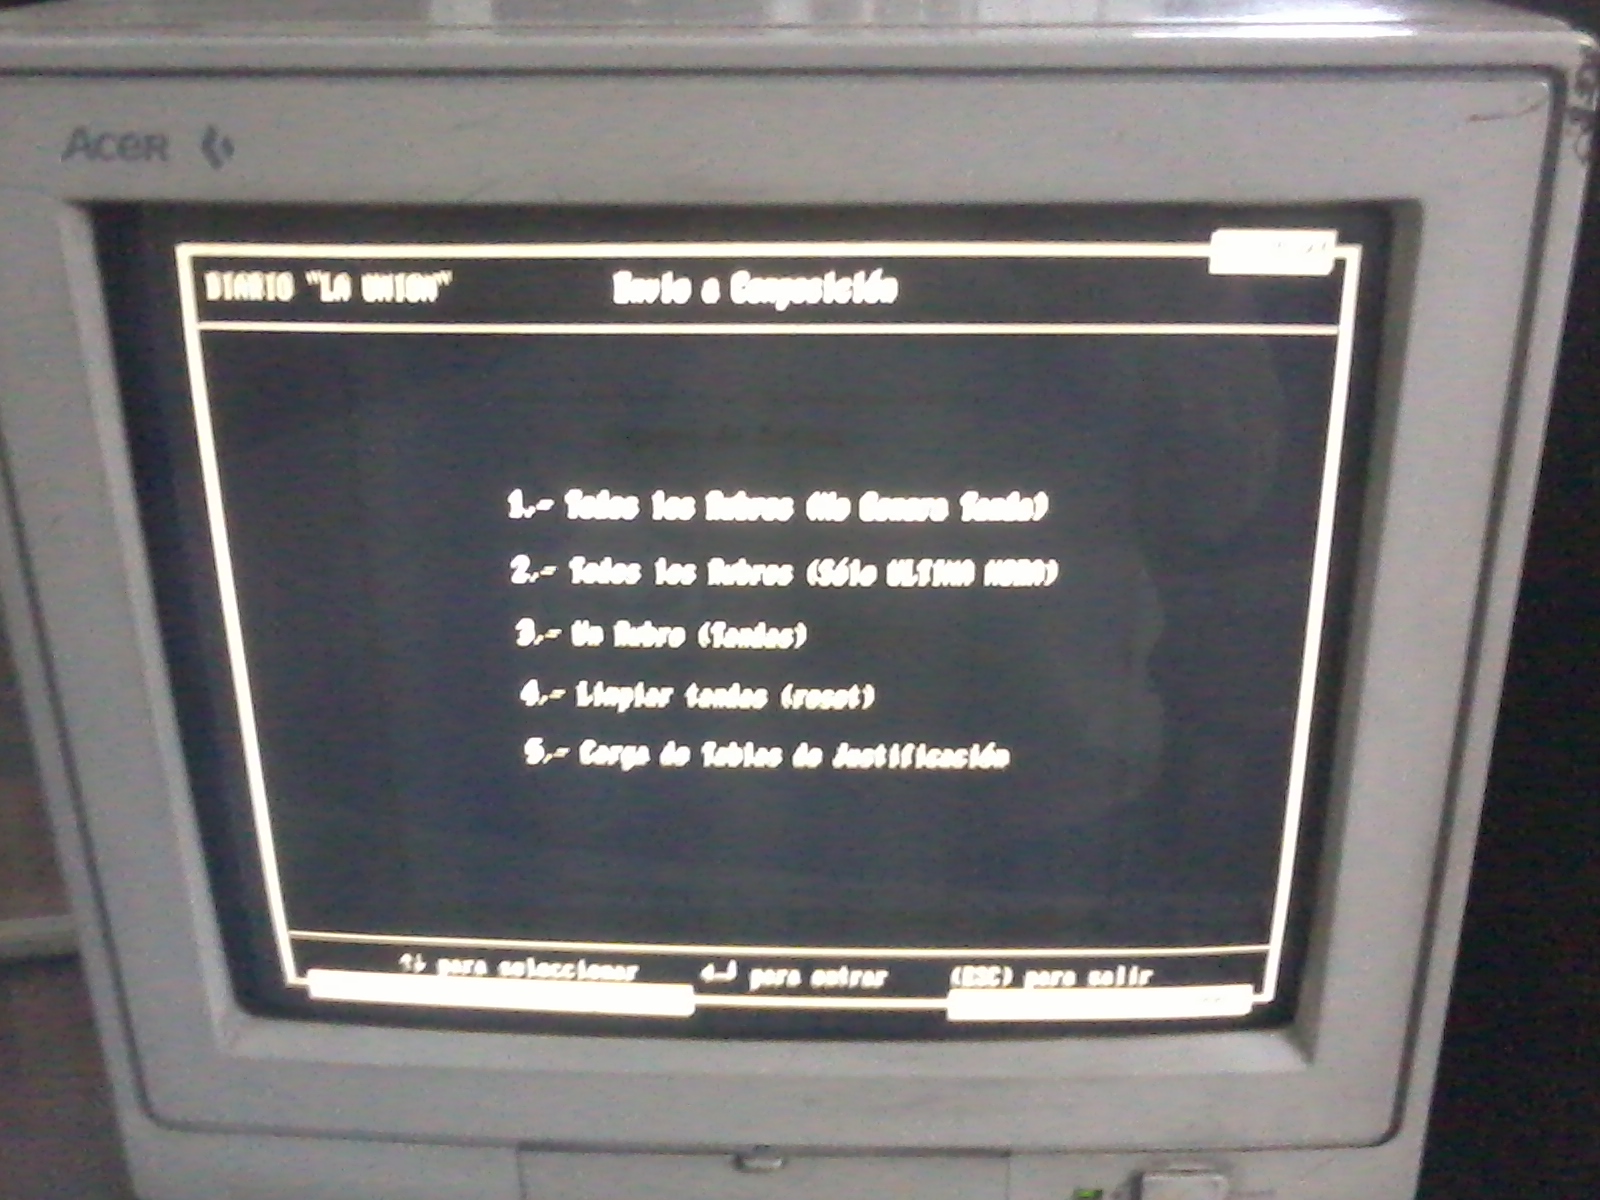 Acer
DIARIO "LA UNION" Envio a Composición
1.- Todos los Rubros (No Genera Tanda)
2.- Todos los Rubros (Sólo ULTIMA HORA)
3.- Un Rubro (Tandas)
4.- Limpiar tandas (reset)
5.- Carga de Tablas de Justificación
↑↓ para seleccionar ↵ para entrar (ESC) para salir